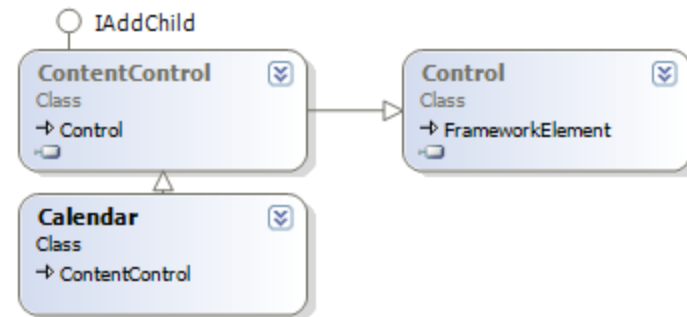 IAddChild
ContentControl
Class
Control
Control
Class
FrameworkElement
Calendar
Class
ContentControl